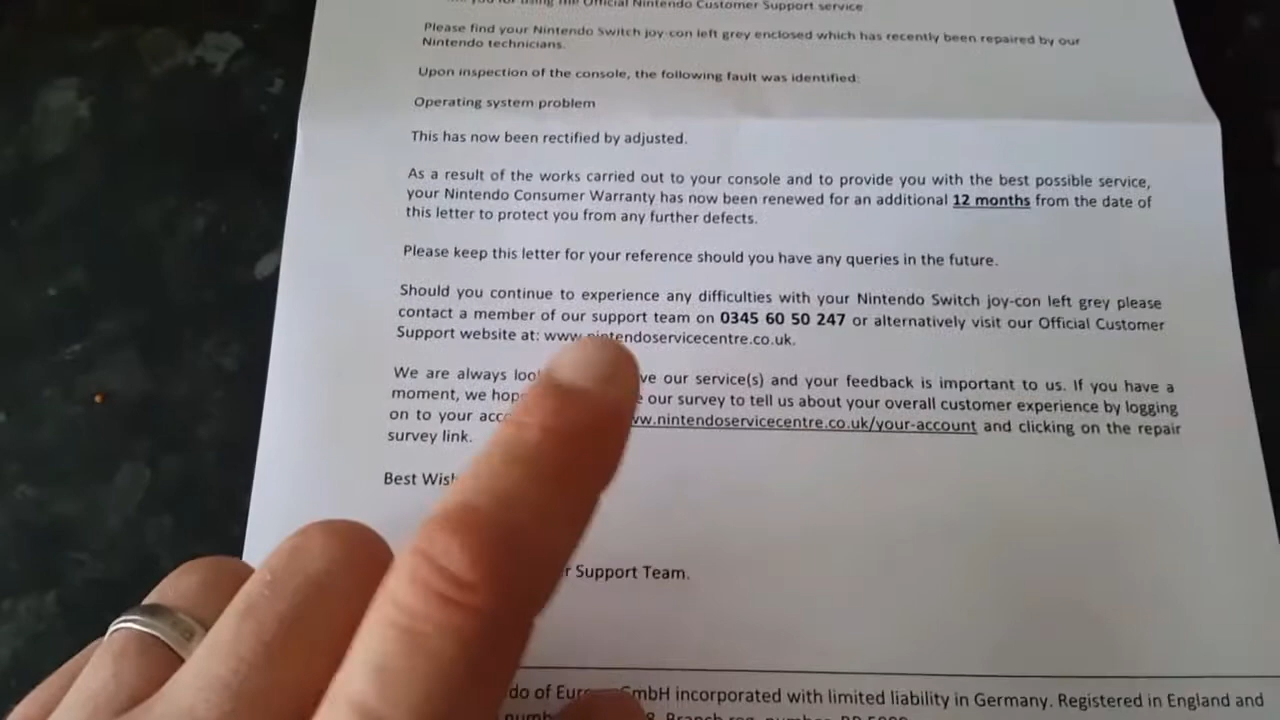 using the Official Nintendo Customer Support service
Please find your Nintendo Switch joy-con left grey enclosed which has recently been repaired by our
Nintendo technicians.
Upon inspection of the console, the following fault was identified:
Operating system problem
This has now been rectified by adjusted.
As a result of the works carried out to your console and to provide you with the best possible service,
your Nintendo Consumer Warranty has now been renewed for an additional 12 months from the date of
this letter to protect you from any further defects.
Please keep this letter for your reference should you have any queries in the future.
Should you continue to experience any difficulties with your Nintendo Switch joy-con left grey please
contact a member of our support team on 0345 60 50 247 or alternatively visit our Official Customer
Support website at: www.nintendoservicecentre.co.uk.
We are always our service(s) and your feedback is important to us. If you have a
moment, we our survey to tell us about your overall customer experience by logging
on to your www.nintendoservicecentre.co.uk/your-account and clicking on the repair
survey link.
Best
Support Team.
of GmbH incorporated with limited liability in Germany. Registered in England and